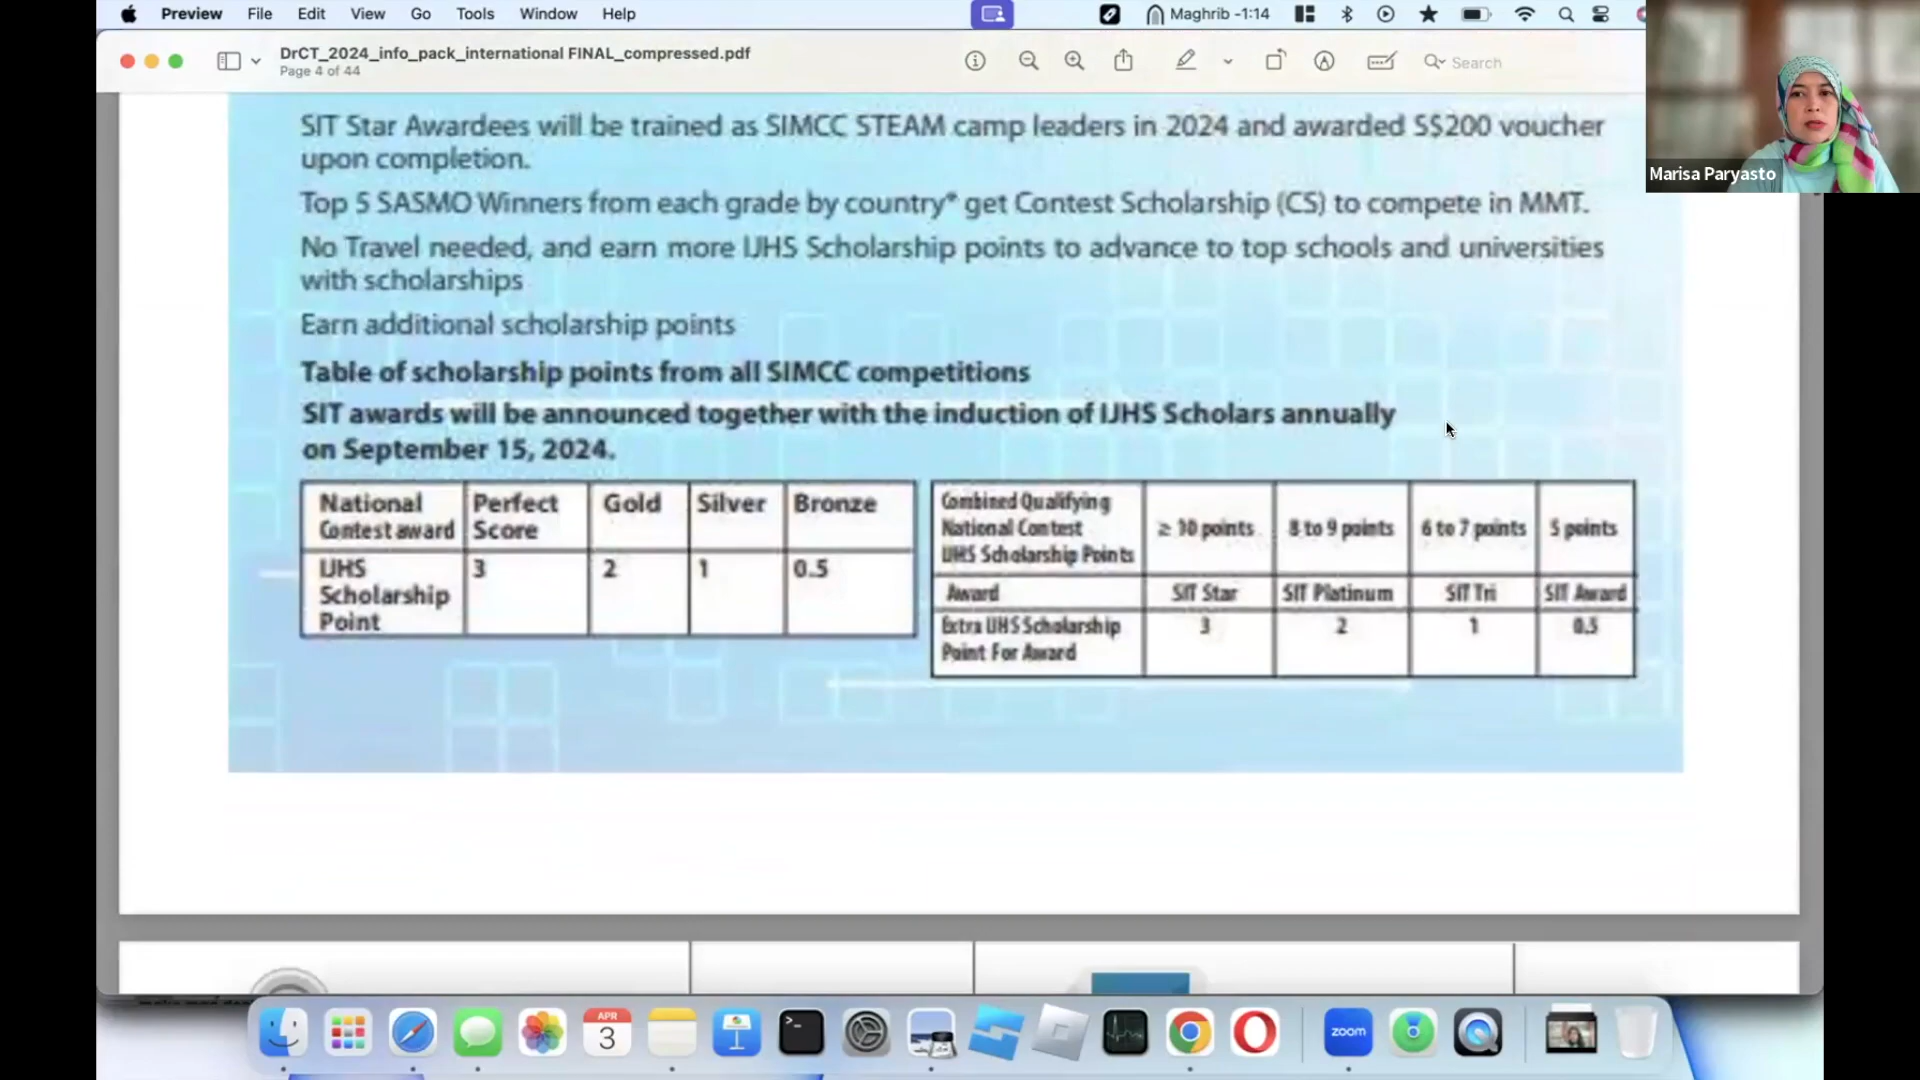 Preview File Edit View Go Tools Window Help Maghrib -1:14
DrCT_2024_info_pack_international FINAL_compressed.pdf
Page 4 of 44
Search
Marisa Paryasto
SIT Star Awardees will be trained as SIMCC STEAM camp leaders in 2024 and awarded S$200 voucher
upon completion.
Top 5 SASMO Winners from each grade by country* get Contest Scholarship (CS) to compete in MMT.
No Travel needed, and earn more IJHS Scholarship points to advance to top schools and universities
with scholarships
Earn additional scholarship points
Table of scholarship points from all SIMCC competitions
SIT awards will be announced together with the induction of IJHS Scholars annually
on September 15, 2024.
National Contest award Perfect Score Gold Silver Bronze
IJHS Scholarship Point 3 2 1 0.5
Combined Qualifying National Contest IJHS Scholarship Points ≥ 10 points 8 to 9 points 6 to 7 points 5 points
Award SIT Star SIT Platinum SIT Tri SIT Award
Extra IJHS Scholarship Point For Award 3 2 1 0.5
APR
3
zoom